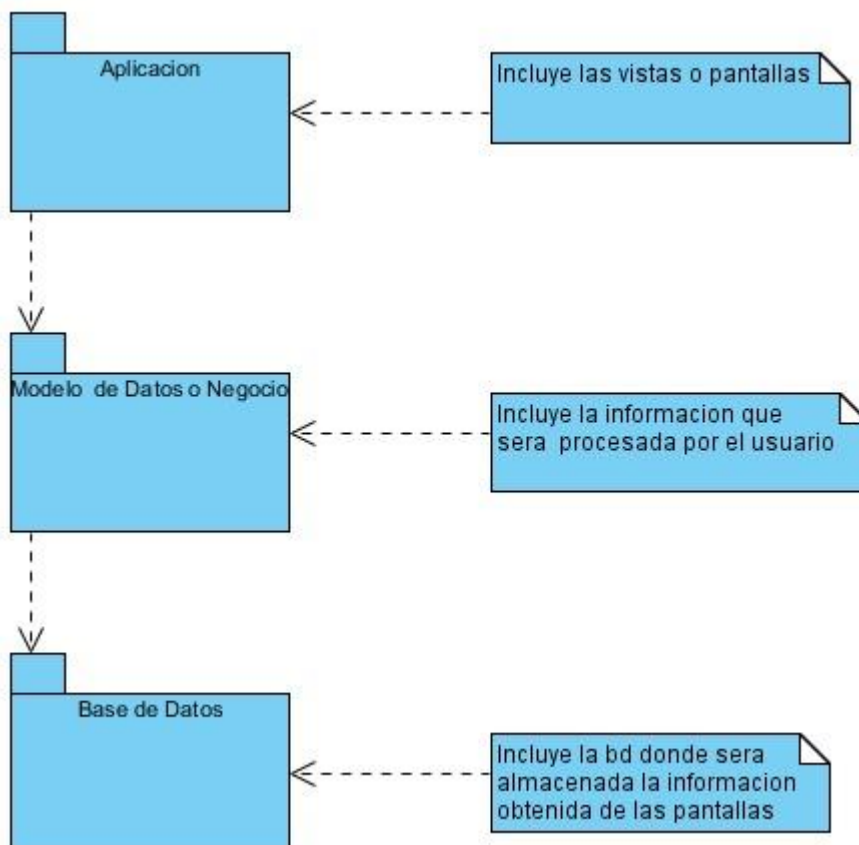 Aplicacion
Incluye las vistas o pantallas
Modelo de Datos o Negocio
Incluye la informacion que
sera procesada por el usuario
Base de Datos
Incluye la bd donde sera
almacenada la informacion
obtenida de las pantallas